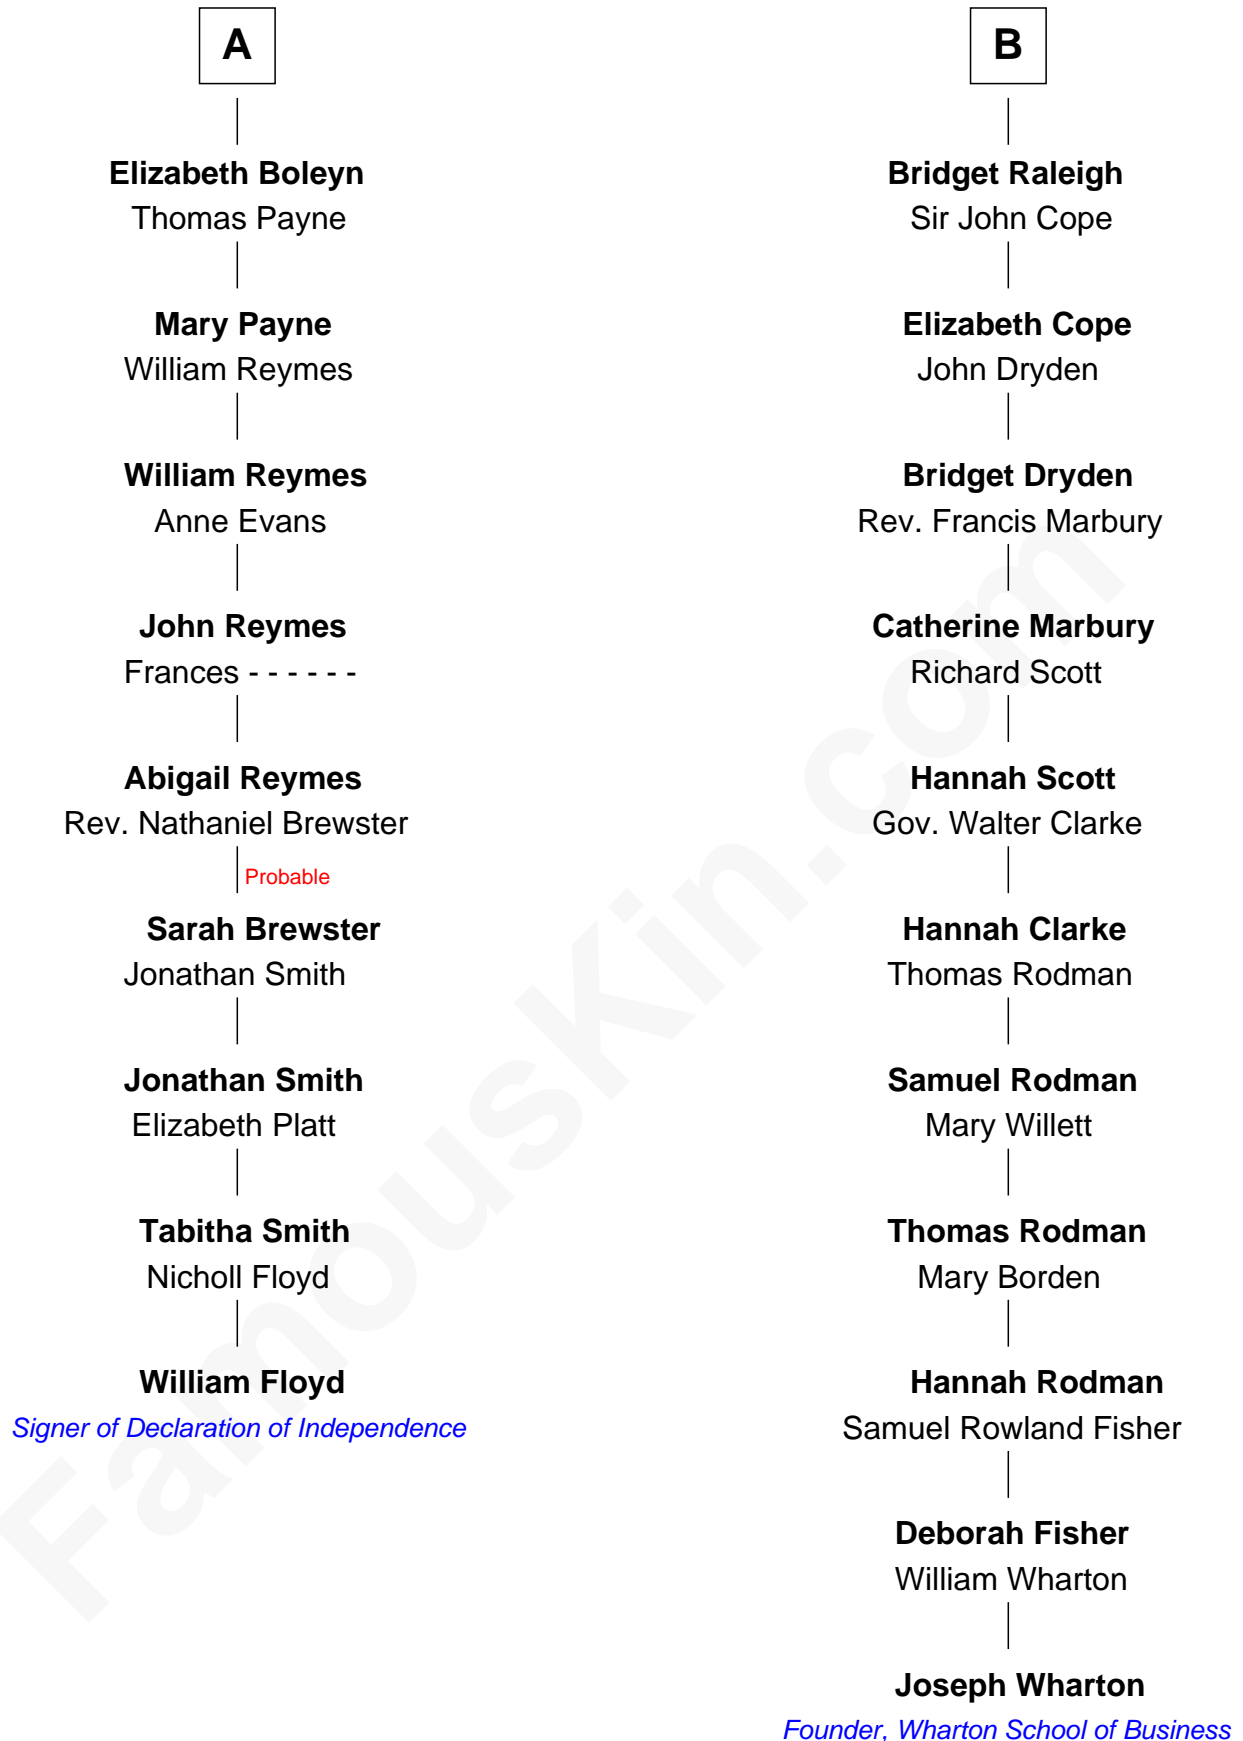 A
Elizabeth Boleyn
Thomas Payne
Mary Payne
William Reymes
William Reymes
Anne Evans
John Reymes
Frances - - - - - -
Abigail Reymes
Rev. Nathaniel Brewster
Probable
Sarah Brewster
Jonathan Smith
Jonathan Smith
Elizabeth Platt
Tabitha Smith
Nicholl Floyd
William Floyd
Signer of Declaration of Independence
B
Bridget Raleigh
Sir John Cope
Elizabeth Cope
John Dryden
Bridget Dryden
Rev. Francis Marbury
Catherine Marbury
Richard Scott
Hannah Scott
Gov. Walter Clarke
Hannah Clarke
Thomas Rodman
Samuel Rodman
Mary Willett
Thomas Rodman
Mary Borden
Hannah Rodman
Samuel Rowland Fisher
Deborah Fisher
William Wharton
Joseph Wharton
Founder, Wharton School of Business
FamousKin.com